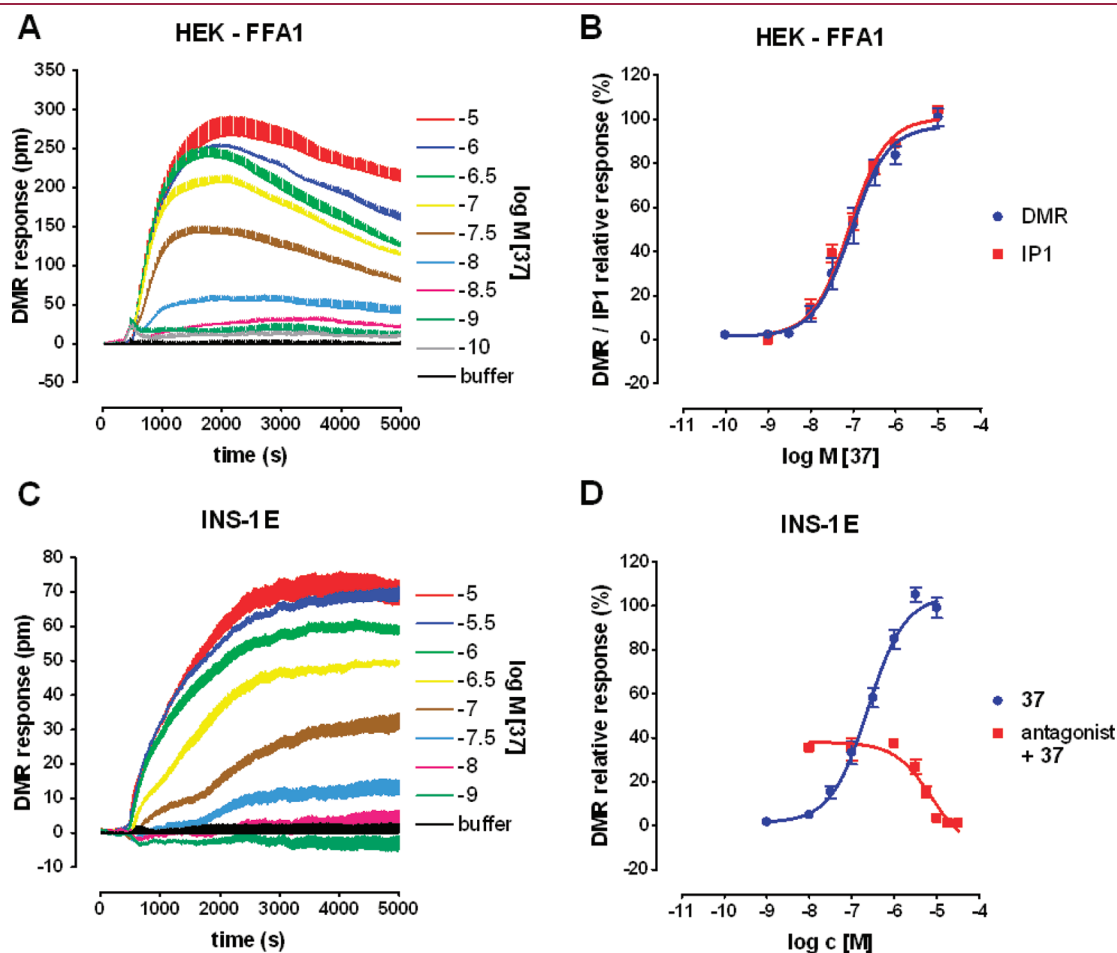 A
HEK - FFA1
DMR response (pm)
350
300
250
200
150
100
50
0
-50
0 1000 2000 3000 4000 5000
time (s)
-5
-6
-6.5
-7
-7.5
-8
-8.5
-9
-10
buffer
log M [37]
B
HEK - FFA1
DMR / IP1 relative response (%)
120
100
80
60
40
20
0
-20
-11 -10 -9 -8 -7 -6 -5 -4
log M [37]
DMR
IP1
C
INS-1E
DMR response (pm)
80
70
60
50
40
30
20
10
0
-10
0 1000 2000 3000 4000 5000
time (s)
-5
-5.5
-6
-6.5
-7
-7.5
-8
-9
buffer
log M [37]
D
INS-1E
DMR relative response (%)
120
100
80
60
40
20
0
-20
-11 -10 -9 -8 -7 -6 -5 -4
log c [M]
37
antagonist
+ 37